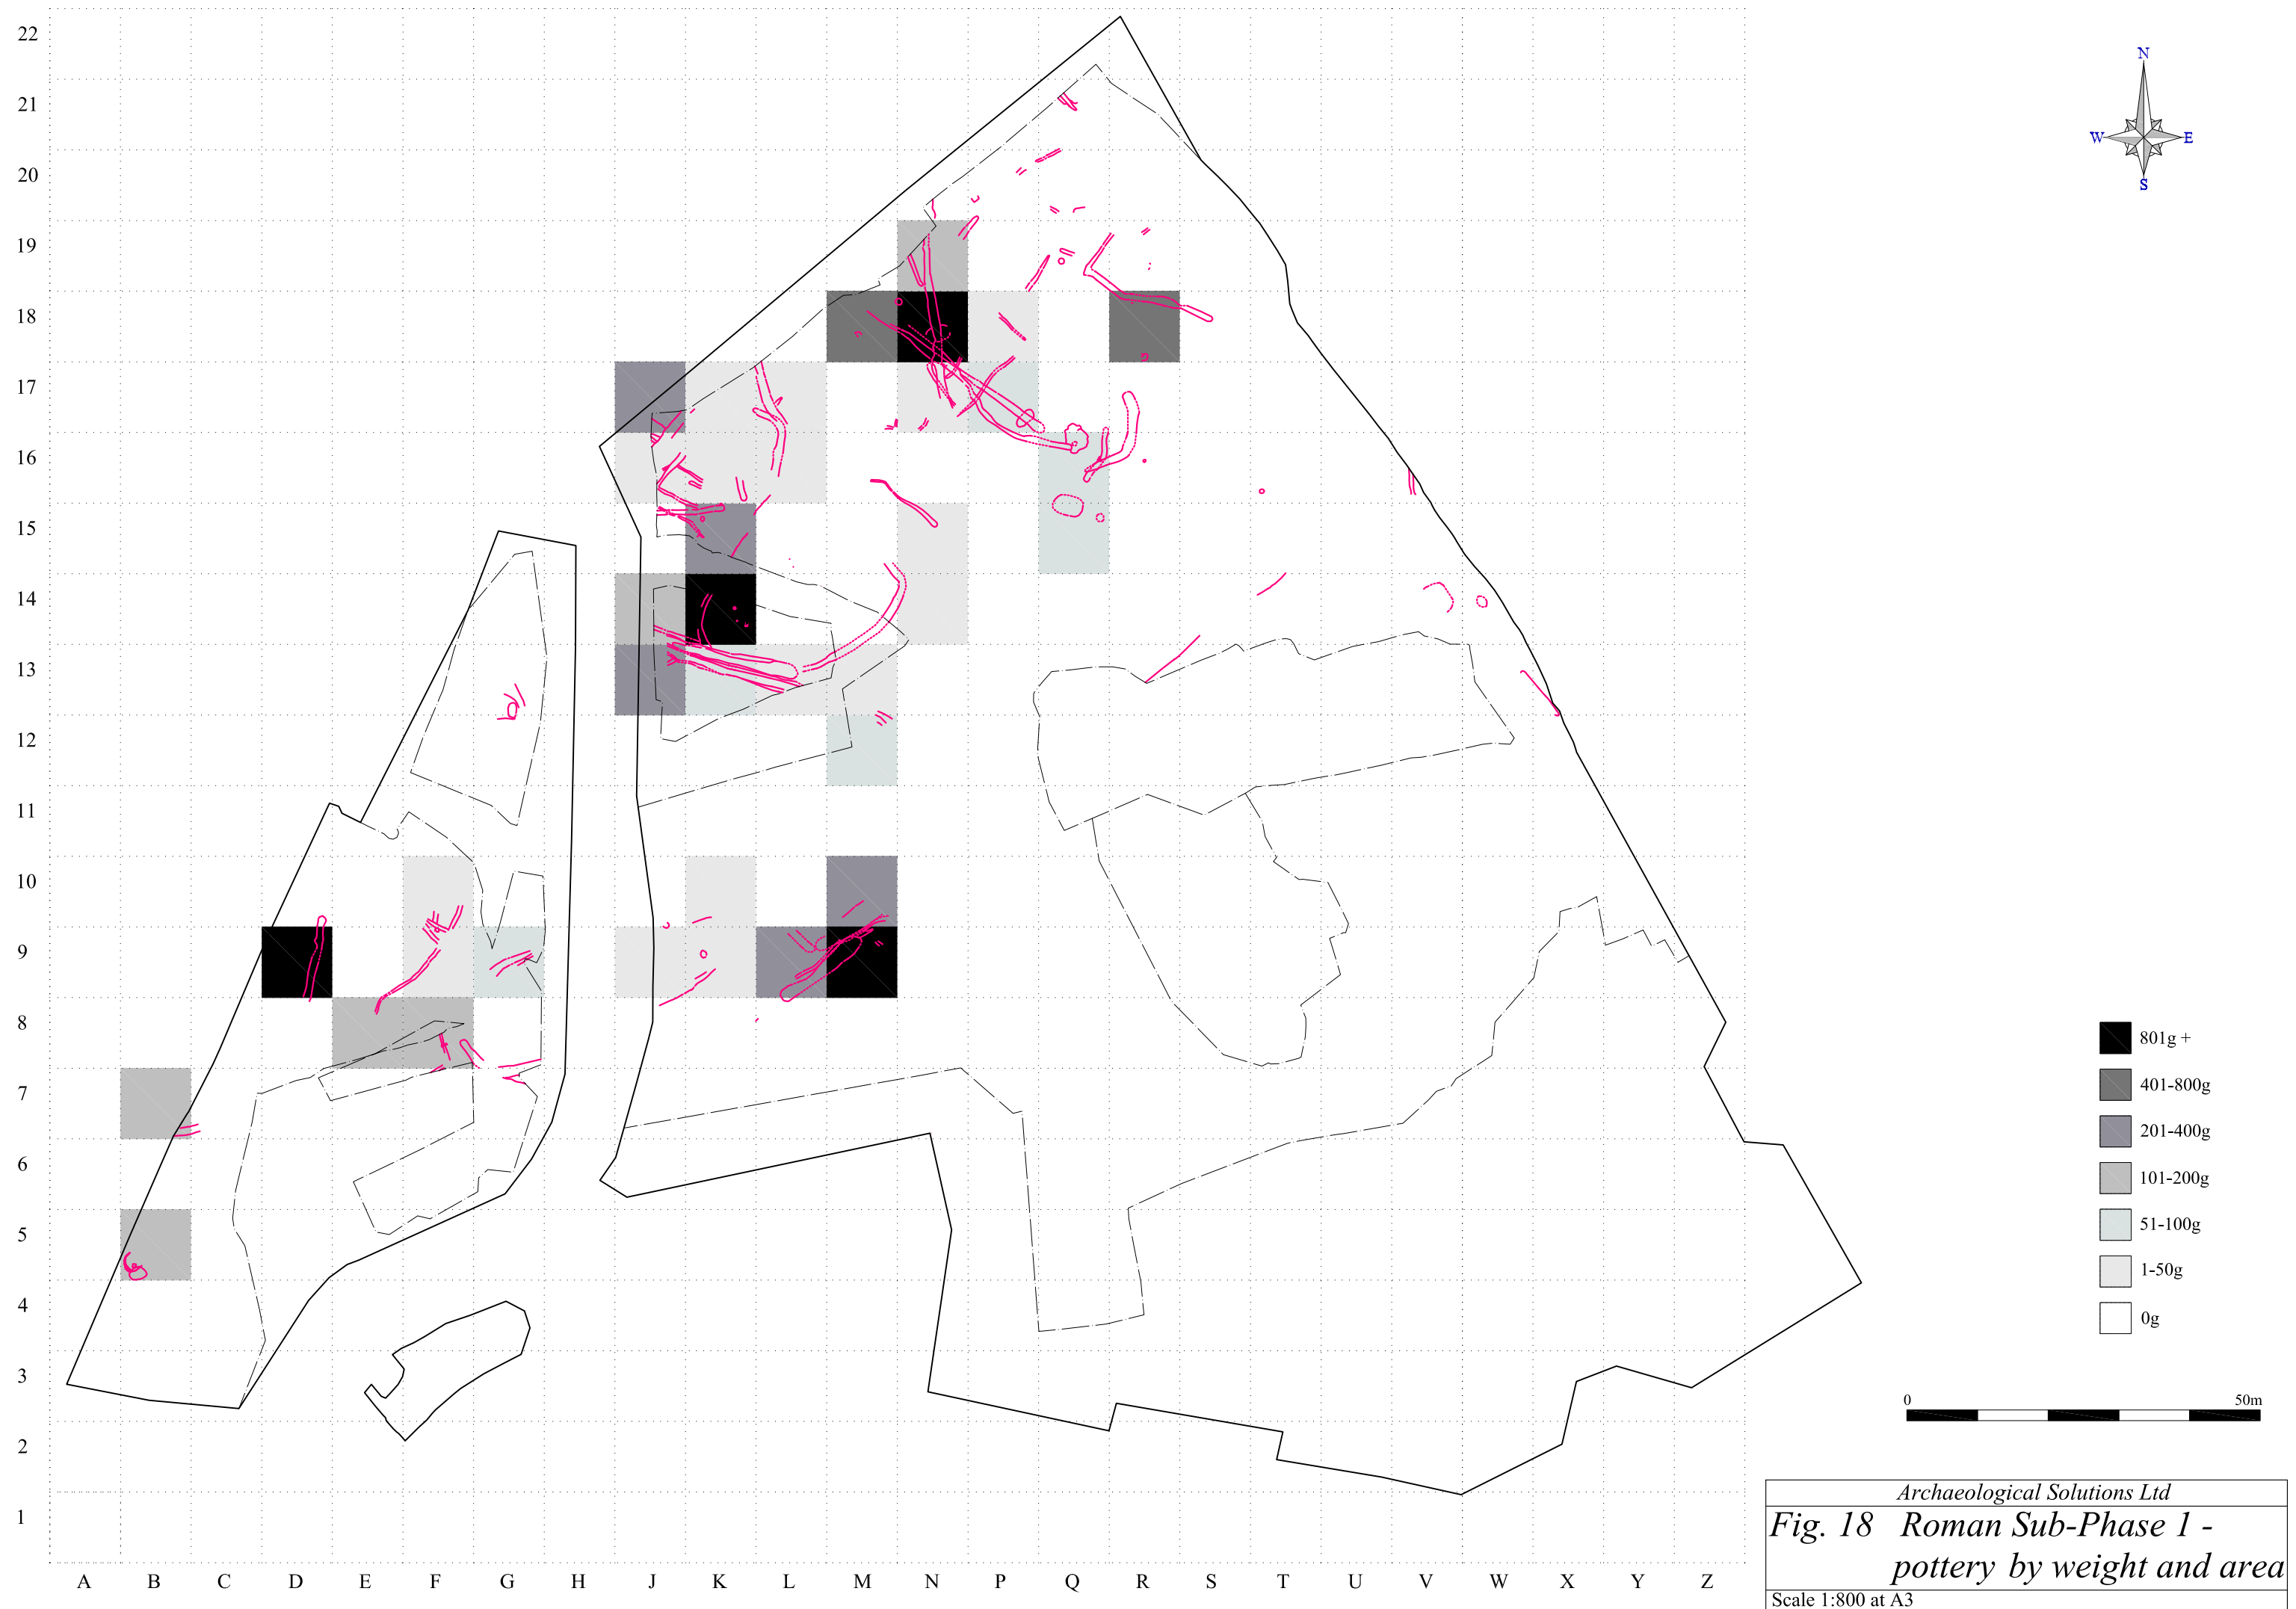 22
21
20
19
18
17
16
15
14
13
12
11
10
9
8
7
6
5
4
3
2
1
A B C D E F G H J K L M N P Q R S T U V W X Y Z
N
W E
S
801g +
401-800g
201-400g
101-200g
51-100g
1-50g
0g
0 50m
Archaeological Solutions Ltd
Fig. 18 Roman Sub-Phase 1 -
pottery by weight and area
Scale 1:800 at A3